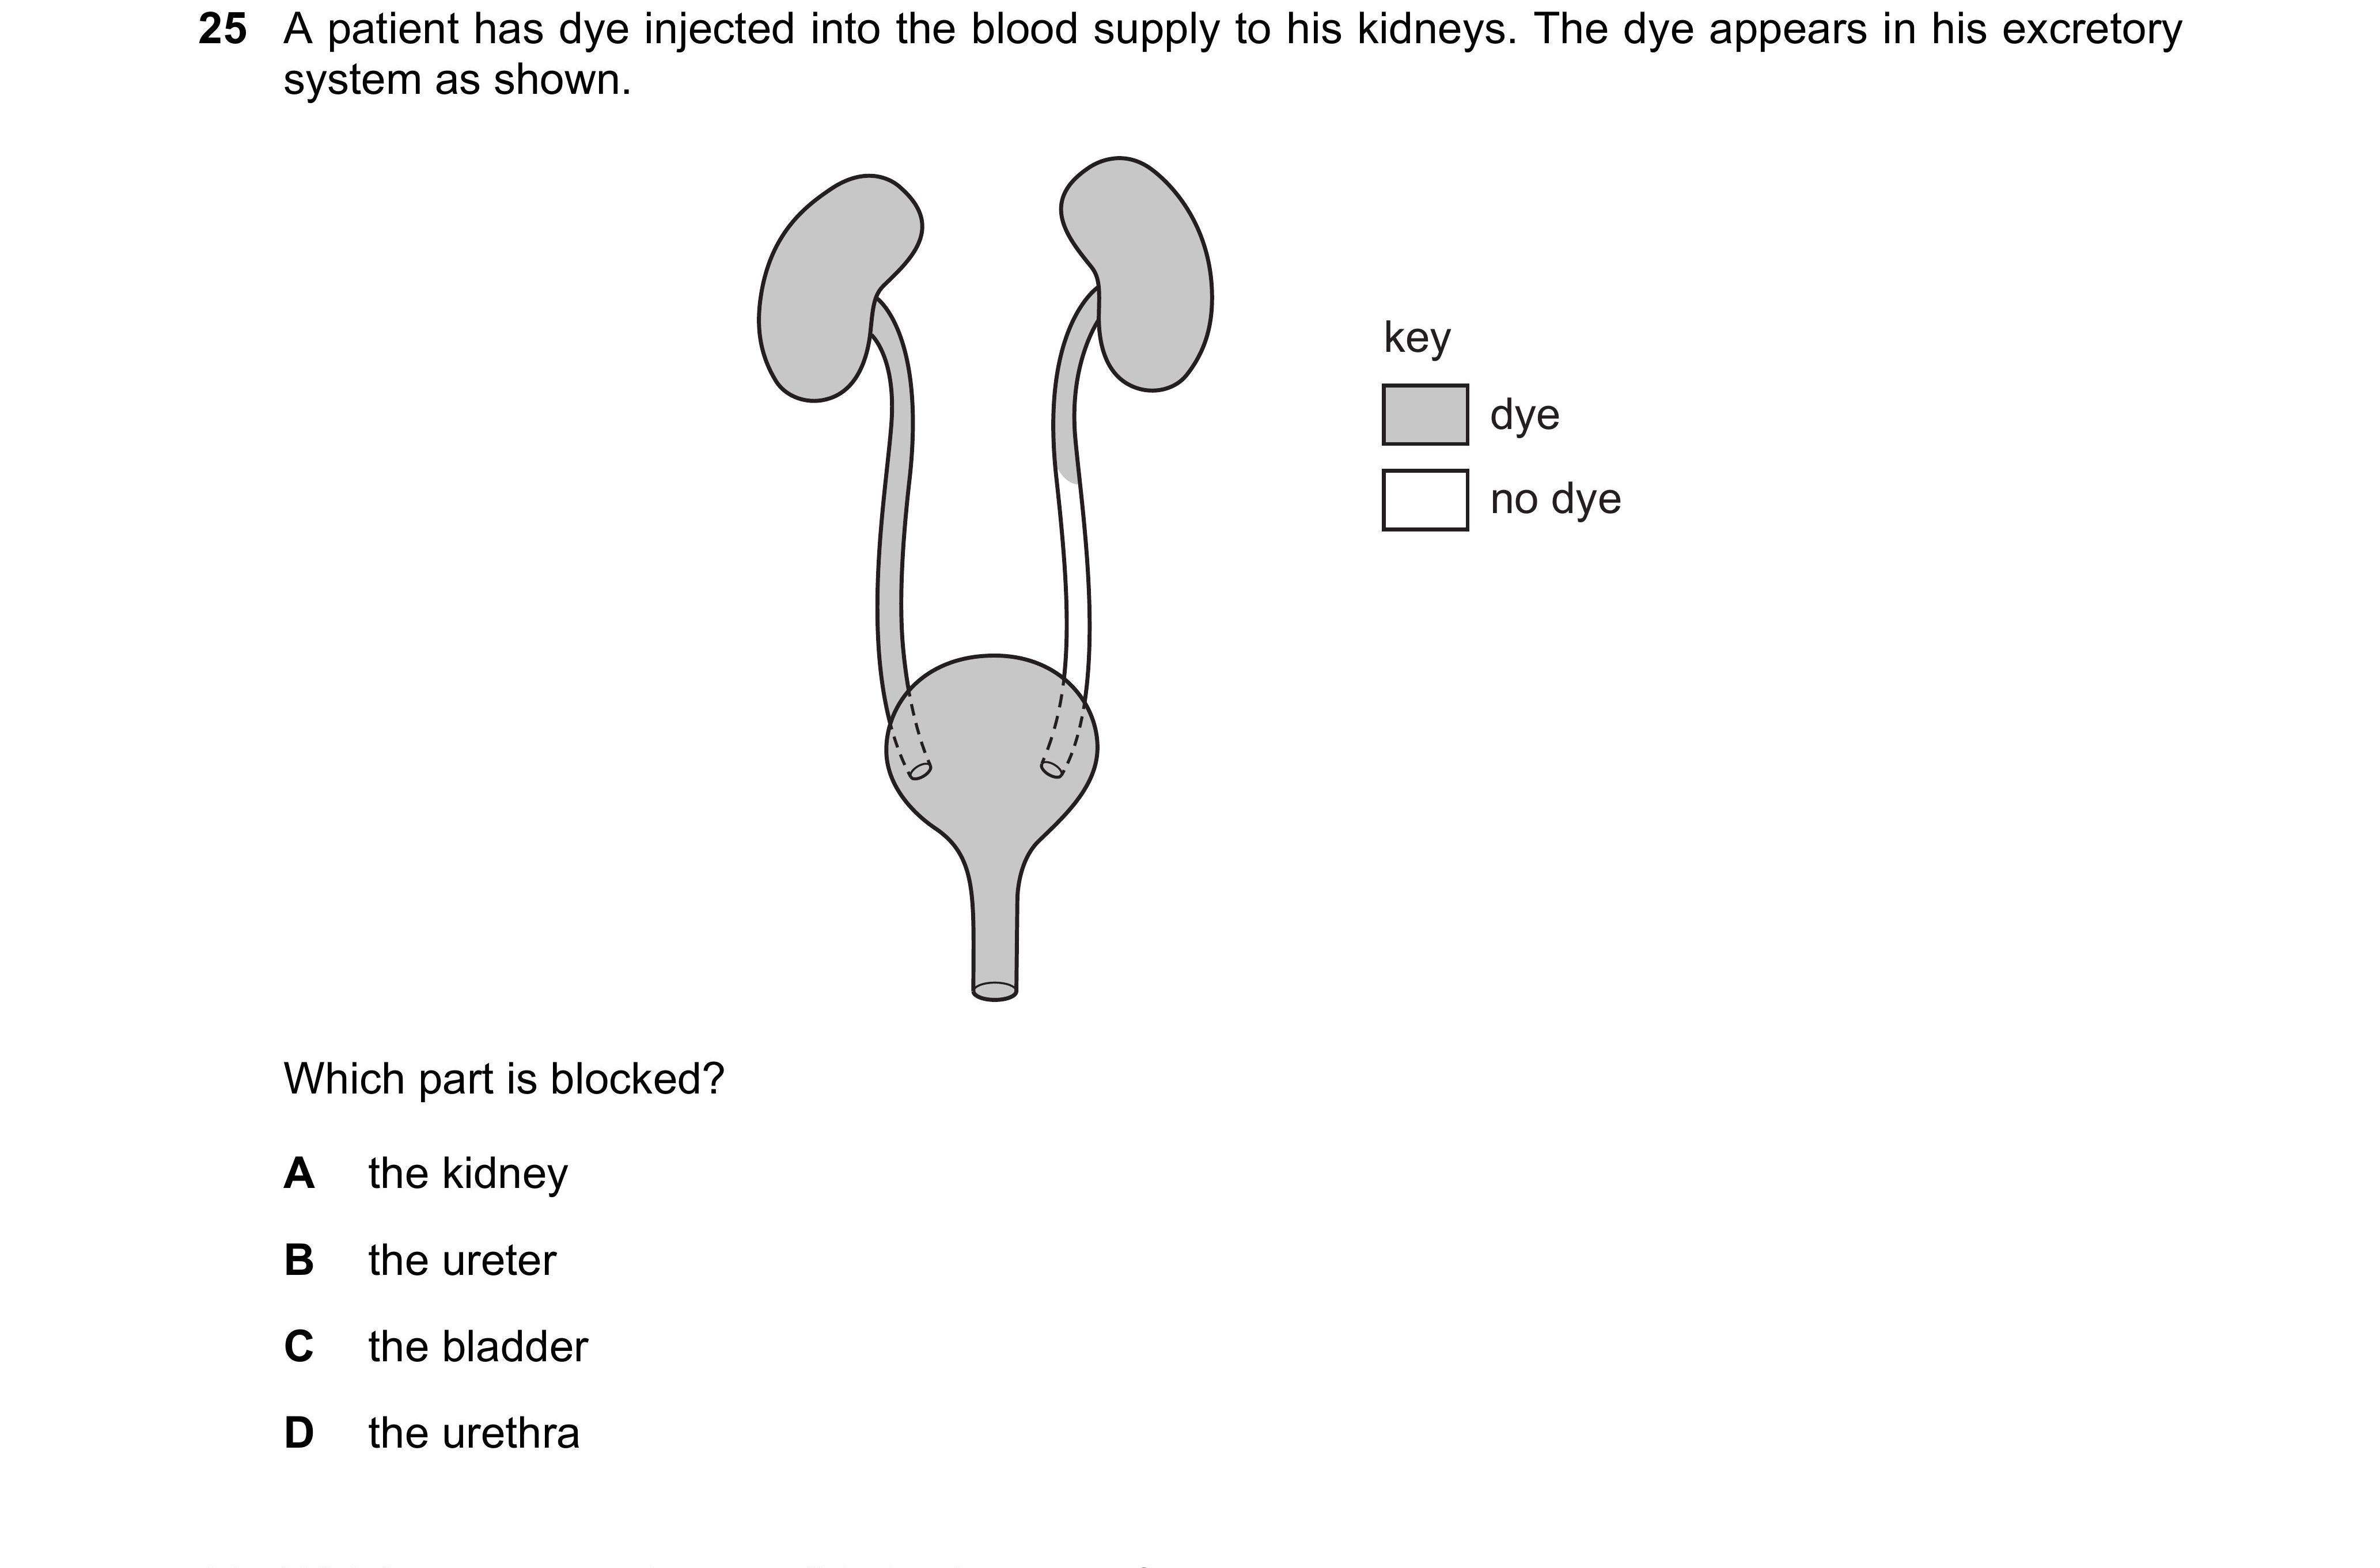 25 A patient has dye injected into the blood supply to his kidneys. The dye appears in his excretory
system as shown.
key
dye
no dye
Which part is blocked?
A the kidney
B the ureter
C the bladder
D the urethra